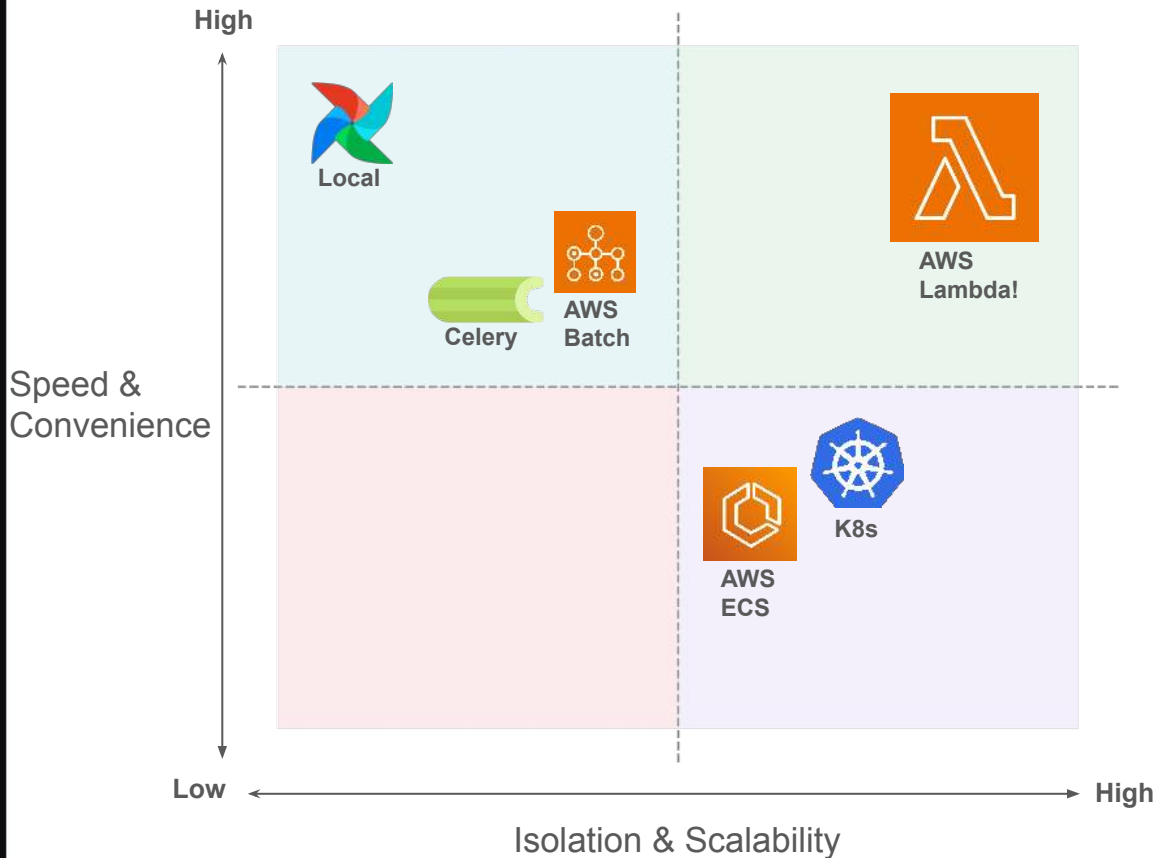 High
Local
AWS
Lambda!
Celery
AWS
Batch
Speed &
Convenience
K8s
AWS
ECS
Low
High
Isolation & Scalability